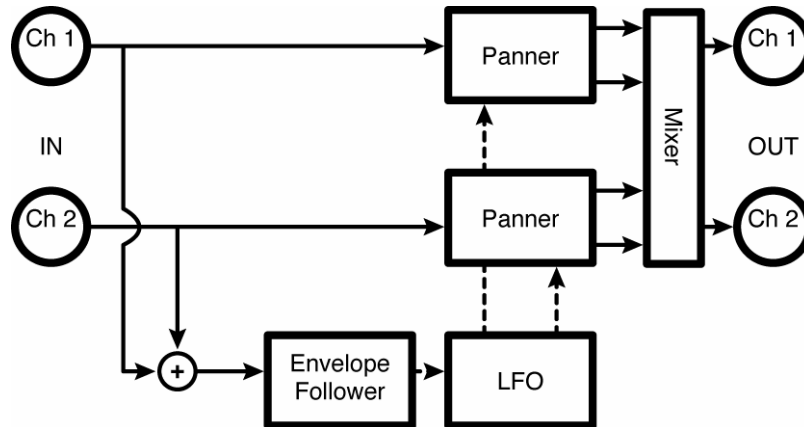 Ch 1
Panner
Ch 1
IN
Mixer
OUT
Ch 2
Panner
Ch 2
+
Envelope
Follower
LFO